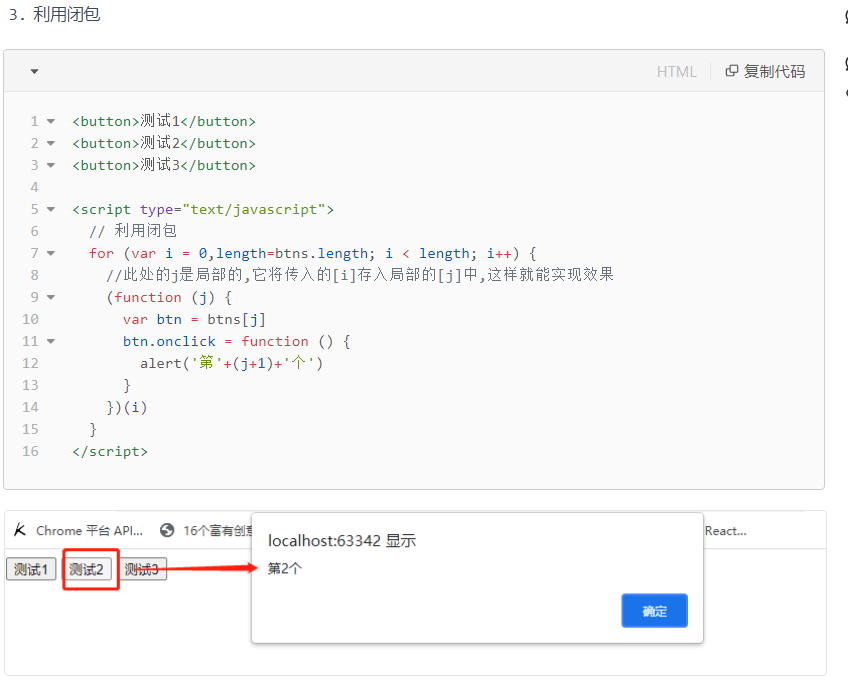 3. 利用闭包
HTML 复制代码
1 <button>测试1</button>
2 <button>测试2</button>
3 <button>测试3</button>
4
5 <script type="text/javascript">
6 // 利用闭包
7 for (var i = 0,length=btns.length; i < length; i++) {
8 //此处的j是局部的,它将传入的[i]存入局部的[j]中,这样就能实现效果
9 (function (j) {
10 var btn = btns[j]
11 btn.onclick = function () {
12 alert('第'+(j+1)+'个')
13 }
14 })(i)
15 }
16 </script>
Chrome 平台 API... 16个富有创意 React...
localhost:63342 显示
测试1 测试2 测试3 第2个
确定